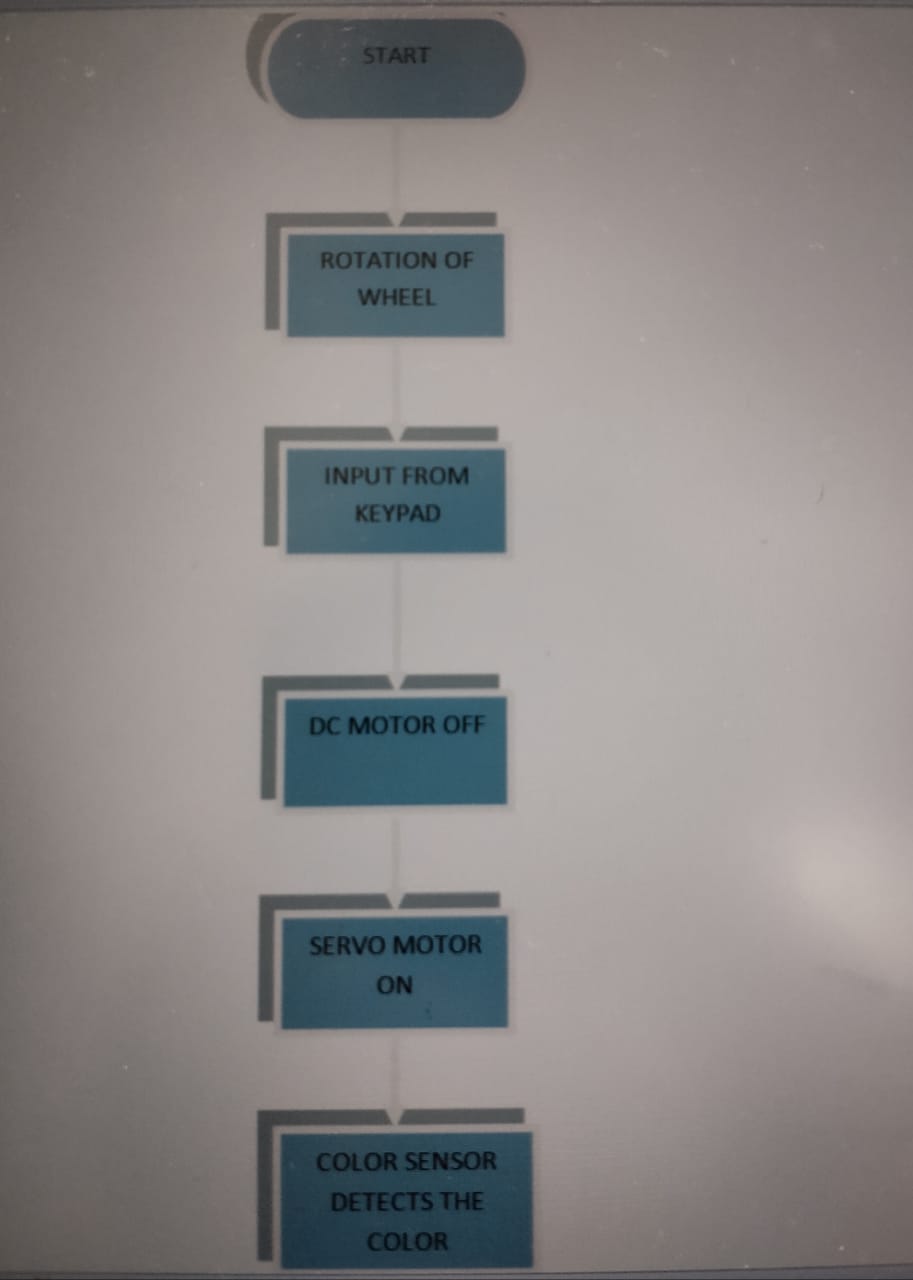 START
ROTATION OF
WHEEL
INPUT FROM
KEYPAD
DC MOTOR OFF
SERVO MOTOR
ON
COLOR SENSOR
DETECTS THE
COLOR